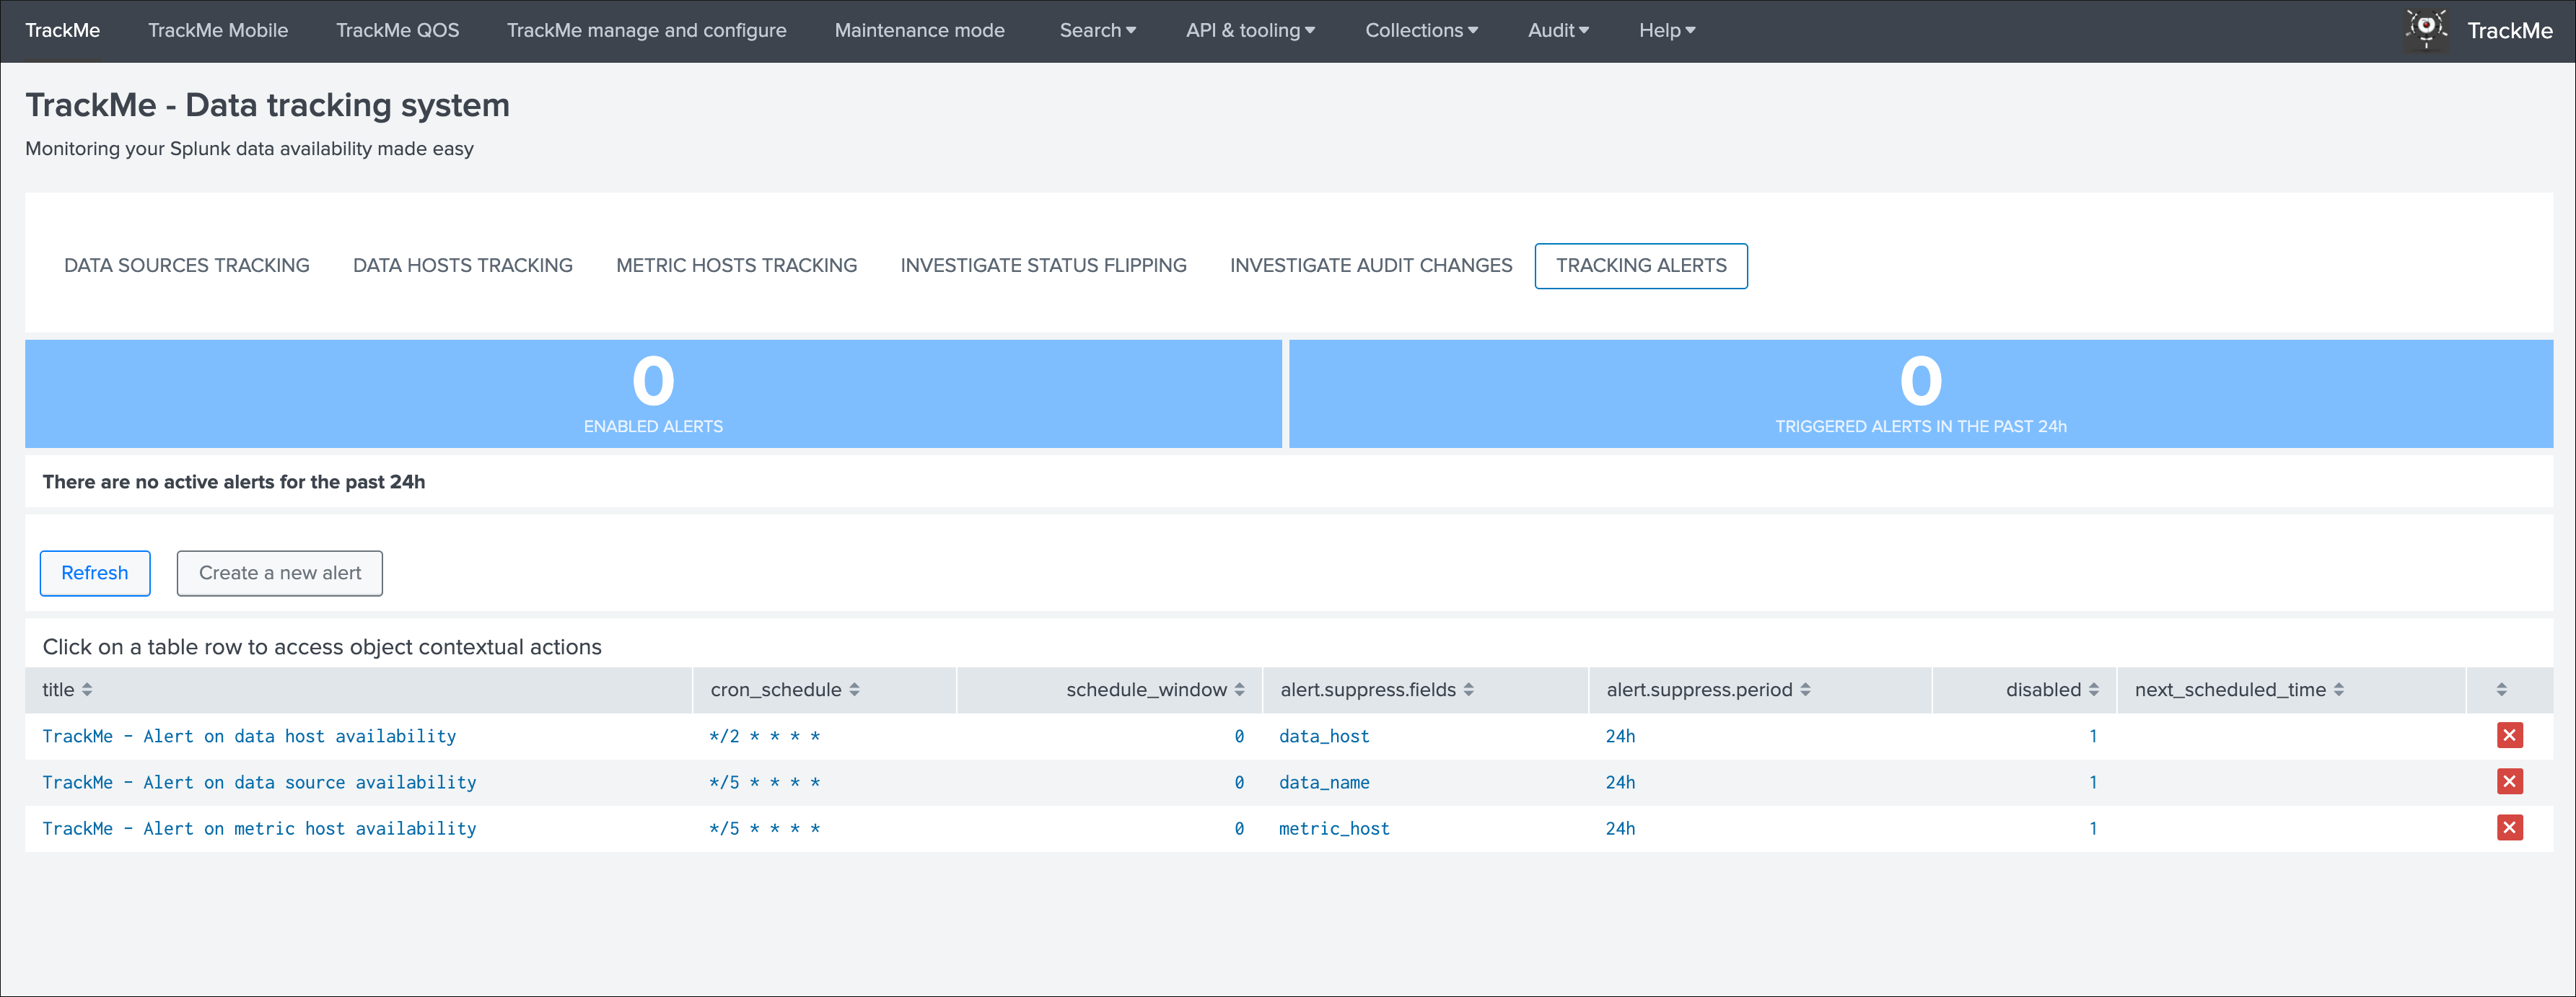 TrackMe TrackMe Mobile TrackMe QOS TrackMe manage and configure Maintenance mode Search API & tooling Collections Audit Help TrackMe
TrackMe - Data tracking system
Monitoring your Splunk data availability made easy
DATA SOURCES TRACKING DATA HOSTS TRACKING METRIC HOSTS TRACKING INVESTIGATE STATUS FLIPPING INVESTIGATE AUDIT CHANGES TRACKING ALERTS
0 0
ENABLED ALERTS TRIGGERED ALERTS IN THE PAST 24h
There are no active alerts for the past 24h
Refresh Create a new alert
Click on a table row to access object contextual actions
title cron_schedule schedule_window alert.suppress.fields alert.suppress.period disabled next_scheduled_time
TrackMe - Alert on data host availability */2 * * * * 0 data_host 24h 1
TrackMe - Alert on data source availability */5 * * * * 0 data_name 24h 1
TrackMe - Alert on metric host availability */5 * * * * 0 metric_host 24h 1